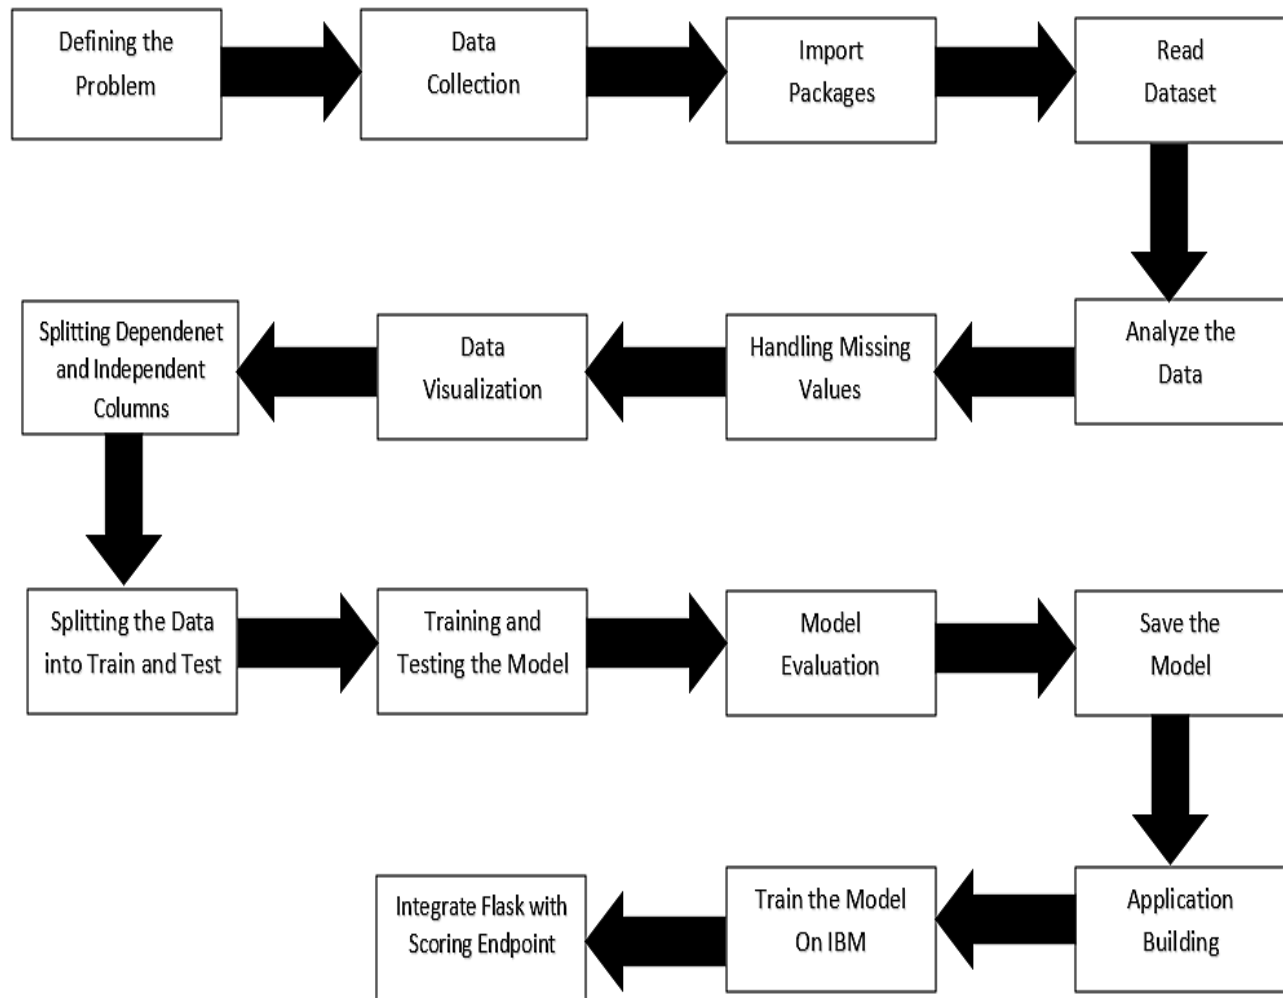 Defining the
Problem
Data
Collection
Import
Packages
Read
Dataset
Analyze the
Data
Handling Missing
Values
Data
Visualization
Splitting Dependenet
and Independent
Columns
Splitting the Data
into Train and Test
Training and
Testing the Model
Model
Evaluation
Save the
Model
Application
Building
Train the Model
On IBM
Integrate Flask with
Scoring Endpoint